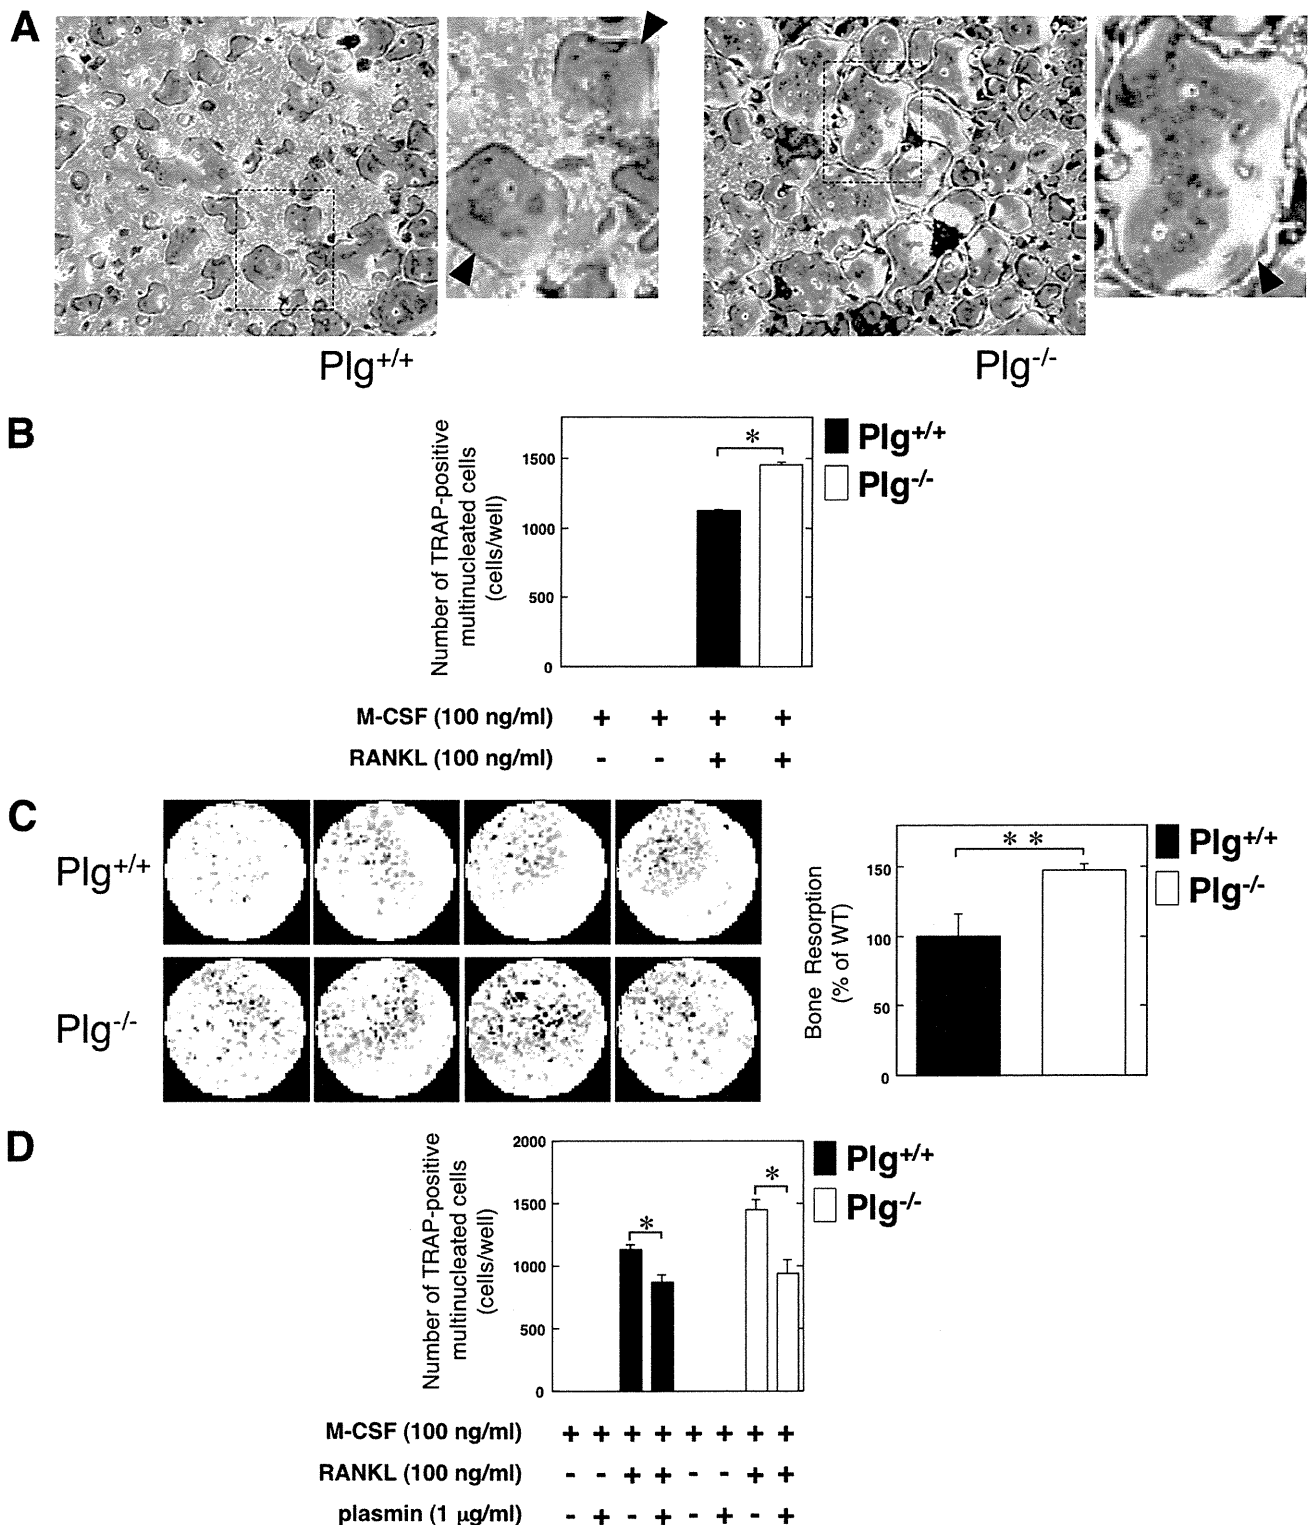 A
Plg+/+
Plg-/-
B
Number of TRAP-positive
multinucleated cells
(cells/well)
1500
1000
500
0
*
Plg+/+
Plg-/-
M-CSF (100 ng/ml) + + + +
RANKL (100 ng/ml) - - + +
C
Plg+/+
Plg-/-
Bone Resorption
(% of WT)
150
100
50
0
* *
Plg+/+
Plg-/-
D
Number of TRAP-positive
multinucleated cells
(cells/well)
2000
1500
1000
500
0
*
*
Plg+/+
Plg-/-
M-CSF (100 ng/ml) + + + + + + + +
RANKL (100 ng/ml) - - + + - - + +
plasmin (1 μg/ml) - + - + - + - +